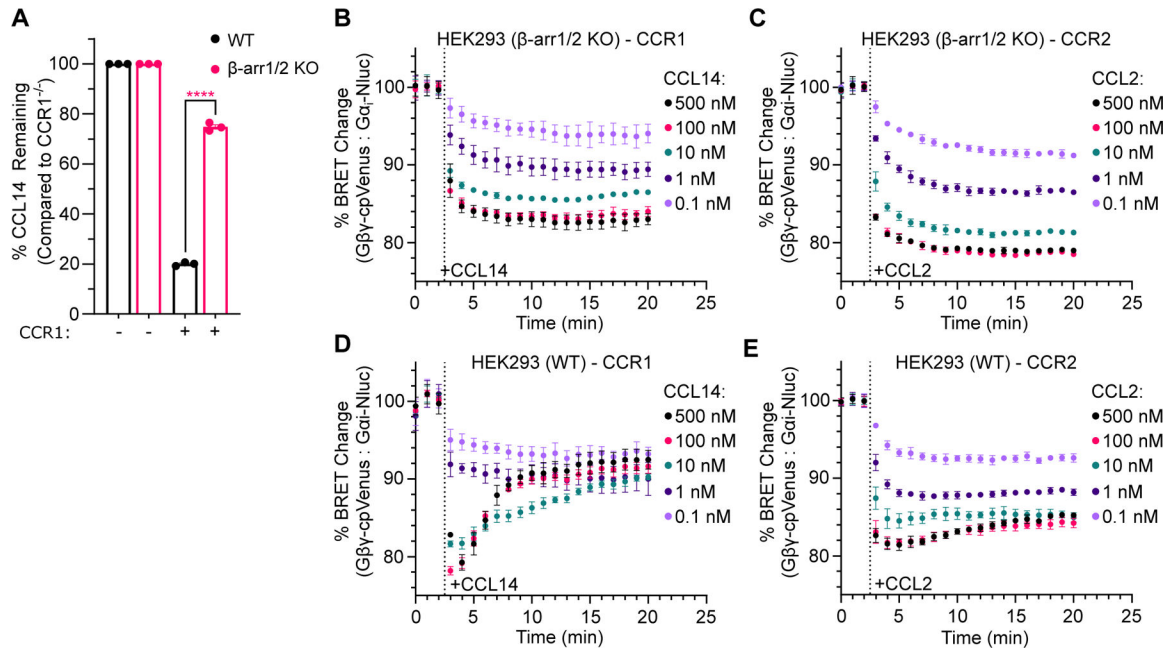 A
% CCL14 Remaining
(Compared to CCR1-/-)
WT
β-arr1/2 KO
****
100
80
60
40
20
0
CCR1:
-
-
+
+
B
HEK293 (β-arr1/2 KO) - CCR1
% BRET Change
(Gβγ-cpVenus : Gαi-Nluc)
100
90
80
+CCL14
0
5
10
15
20
25
Time (min)
CCL14:
500 nM
100 nM
10 nM
1 nM
0.1 nM
C
HEK293 (β-arr1/2 KO) - CCR2
% BRET Change
(Gβγ-cpVenus : Gαi-Nluc)
100
90
80
+CCL2
0
5
10
15
20
25
Time (min)
CCL2:
500 nM
100 nM
10 nM
1 nM
0.1 nM
D
HEK293 (WT) - CCR1
% BRET Change
(Gβγ-cpVenus : Gαi-Nluc)
100
90
80
+CCL14
0
5
10
15
20
25
Time (min)
CCL14:
500 nM
100 nM
10 nM
1 nM
0.1 nM
E
HEK293 (WT) - CCR2
% BRET Change
(Gβγ-cpVenus : Gαi-Nluc)
100
90
80
+CCL2
0
5
10
15
20
25
Time (min)
CCL2:
500 nM
100 nM
10 nM
1 nM
0.1 nM